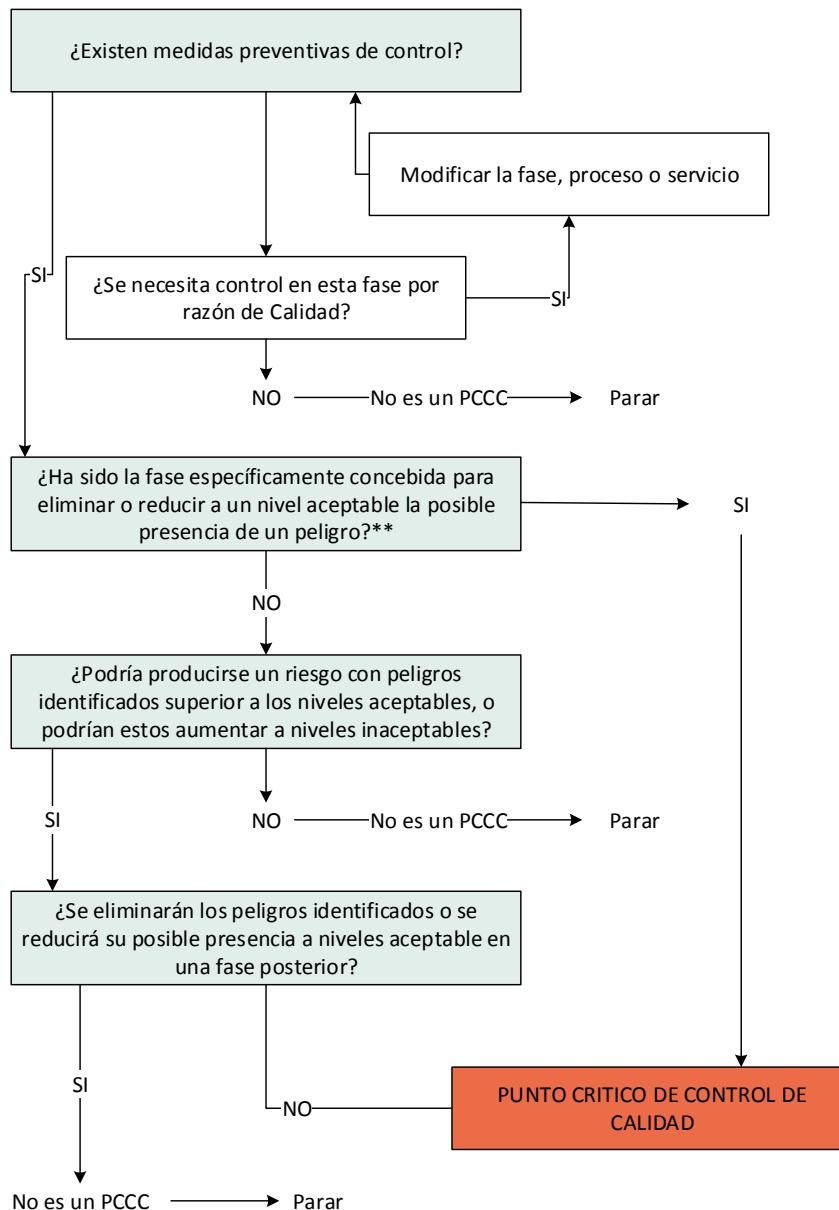 ¿Existen medidas preventivas de control?
Modificar la fase, proceso o servicio
SI
¿Se necesita control en esta fase por
razón de Calidad?
SI
NO
No es un PCCC
Parar
¿Ha sido la fase específicamente concebida para
eliminar o reducir a un nivel aceptable la posible
presencia de un peligro?**
SI
NO
¿Podría producirse un riesgo con peligros
identificados superior a los niveles aceptables, o
podrían estos aumentar a niveles inaceptables?
SI
NO
No es un PCCC
Parar
¿Se eliminarán los peligros identificados o se
reducirá su posible presencia a niveles aceptable en
una fase posterior?
SI
NO
PUNTO CRITICO DE CONTROL DE
CALIDAD
No es un PCCC
Parar